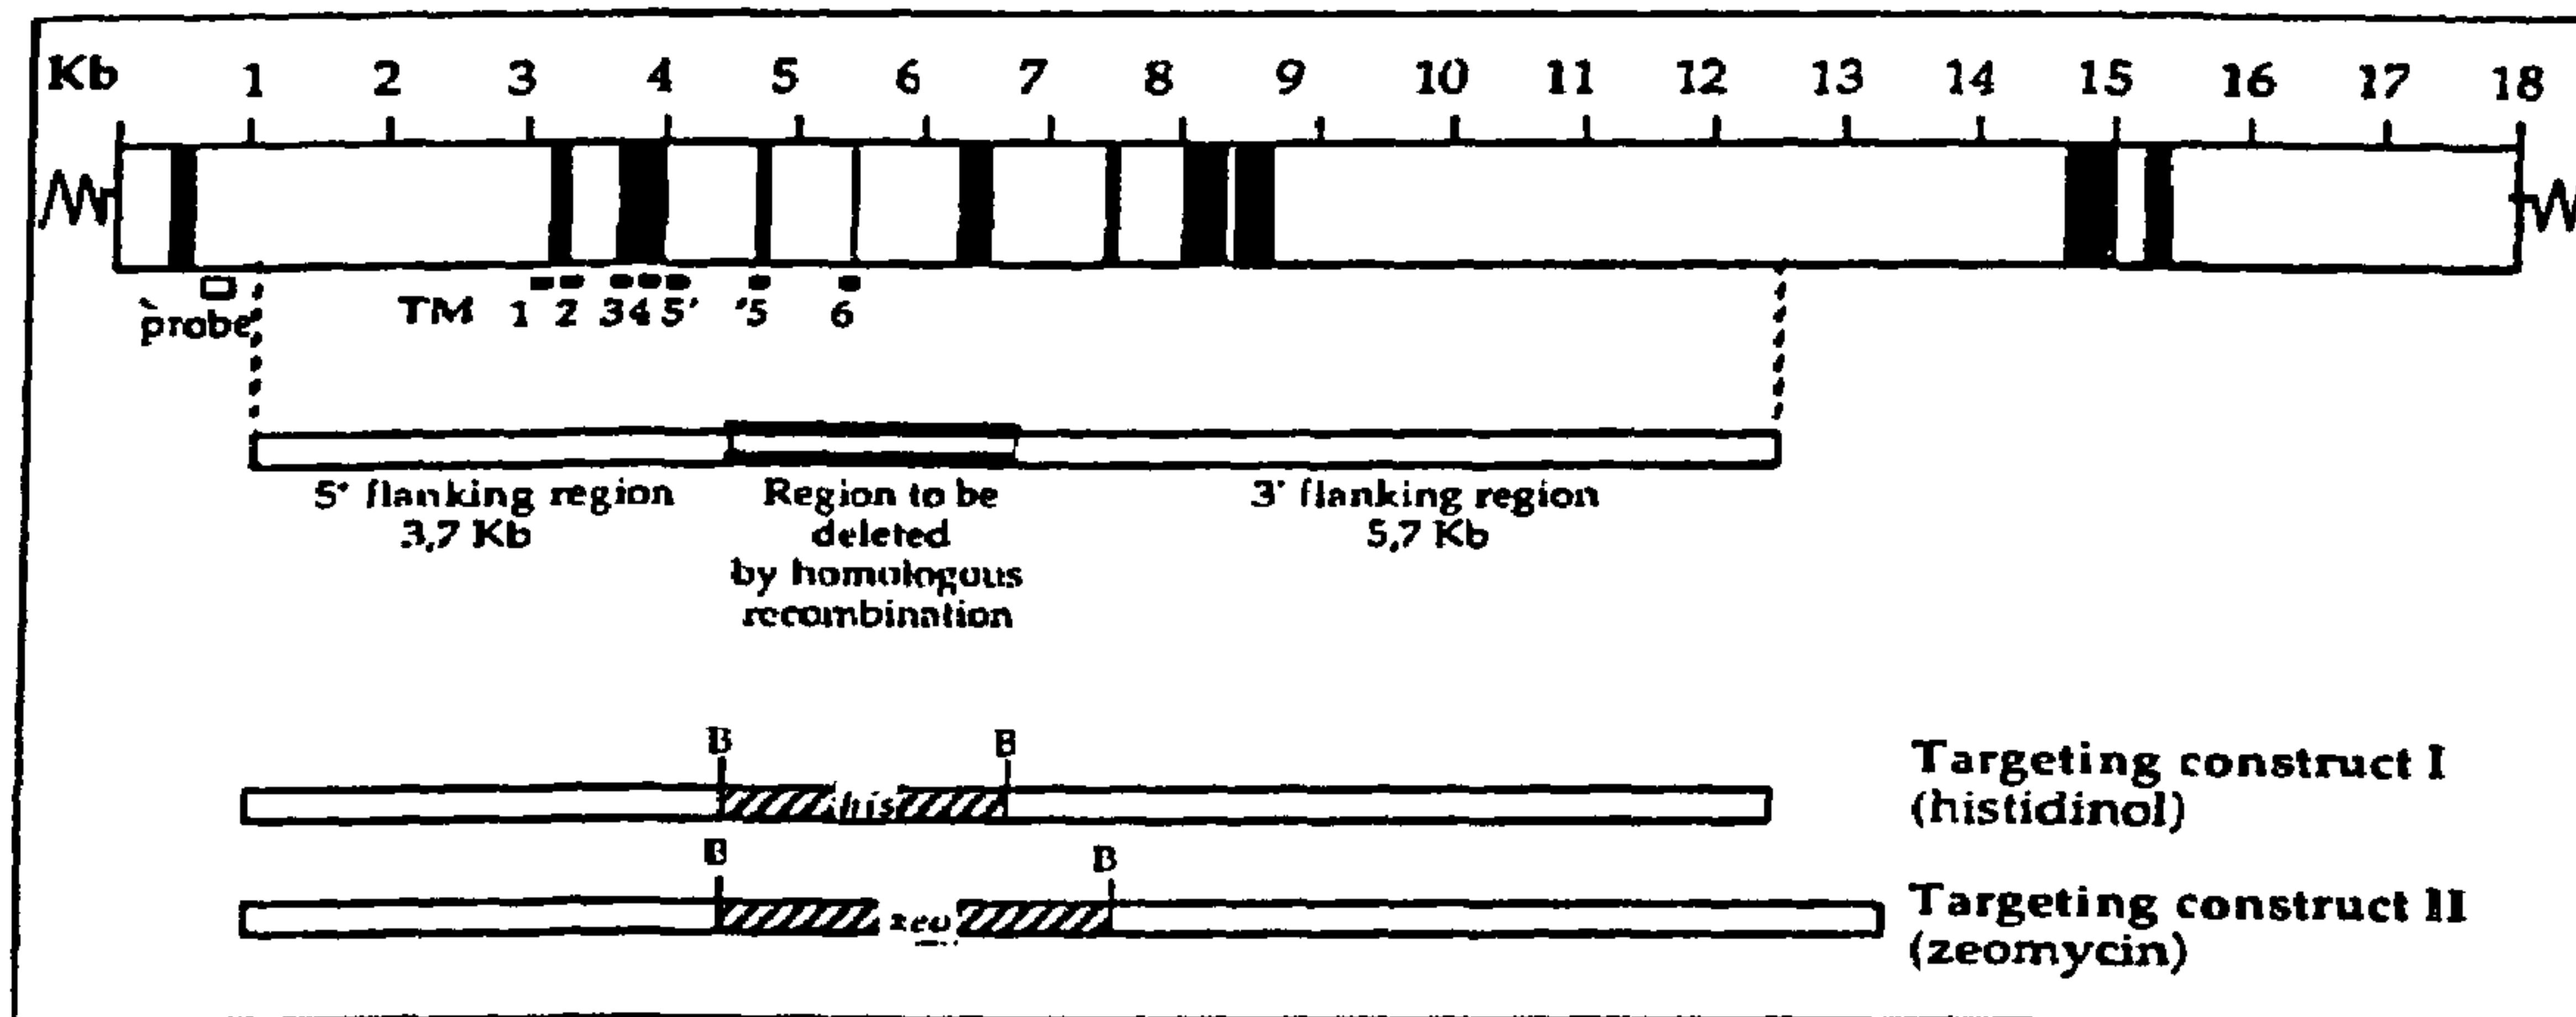 Kb 1 2 3 4 5 6 7 8 9 10 11 12 13 14 15 16 17 18
probe TM 1 2 3 4 5' '5 6
5' flanking region
3,7 Kb
Region to be
deleted
by homologous
recombination
3' flanking region
5,7 Kb
B B
his
Targeting construct I
(histidinol)
B B
zeo
Targeting construct II
(zeomycin)